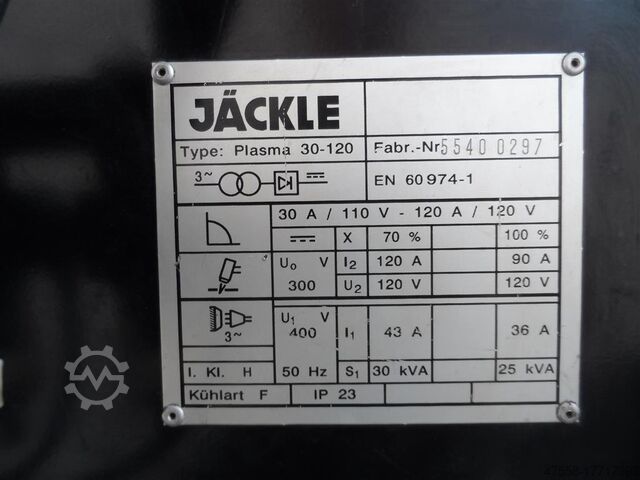 JÄCKLE
Type: Plasma 30-120 Fabr.-Nr 5540 0297
3~ EN 60974-1
30 A / 110 V - 120 A / 120 V
X 70 % 100 %
U₀ V I₂ 120 A 90 A
300 U₂ 120 V 120 V
U₁ V
3~ 400 I₁ 43 A 36 A
I. Kl. H 50 Hz S₁ 30 kVA 25 kVA
Kühlart F IP 23